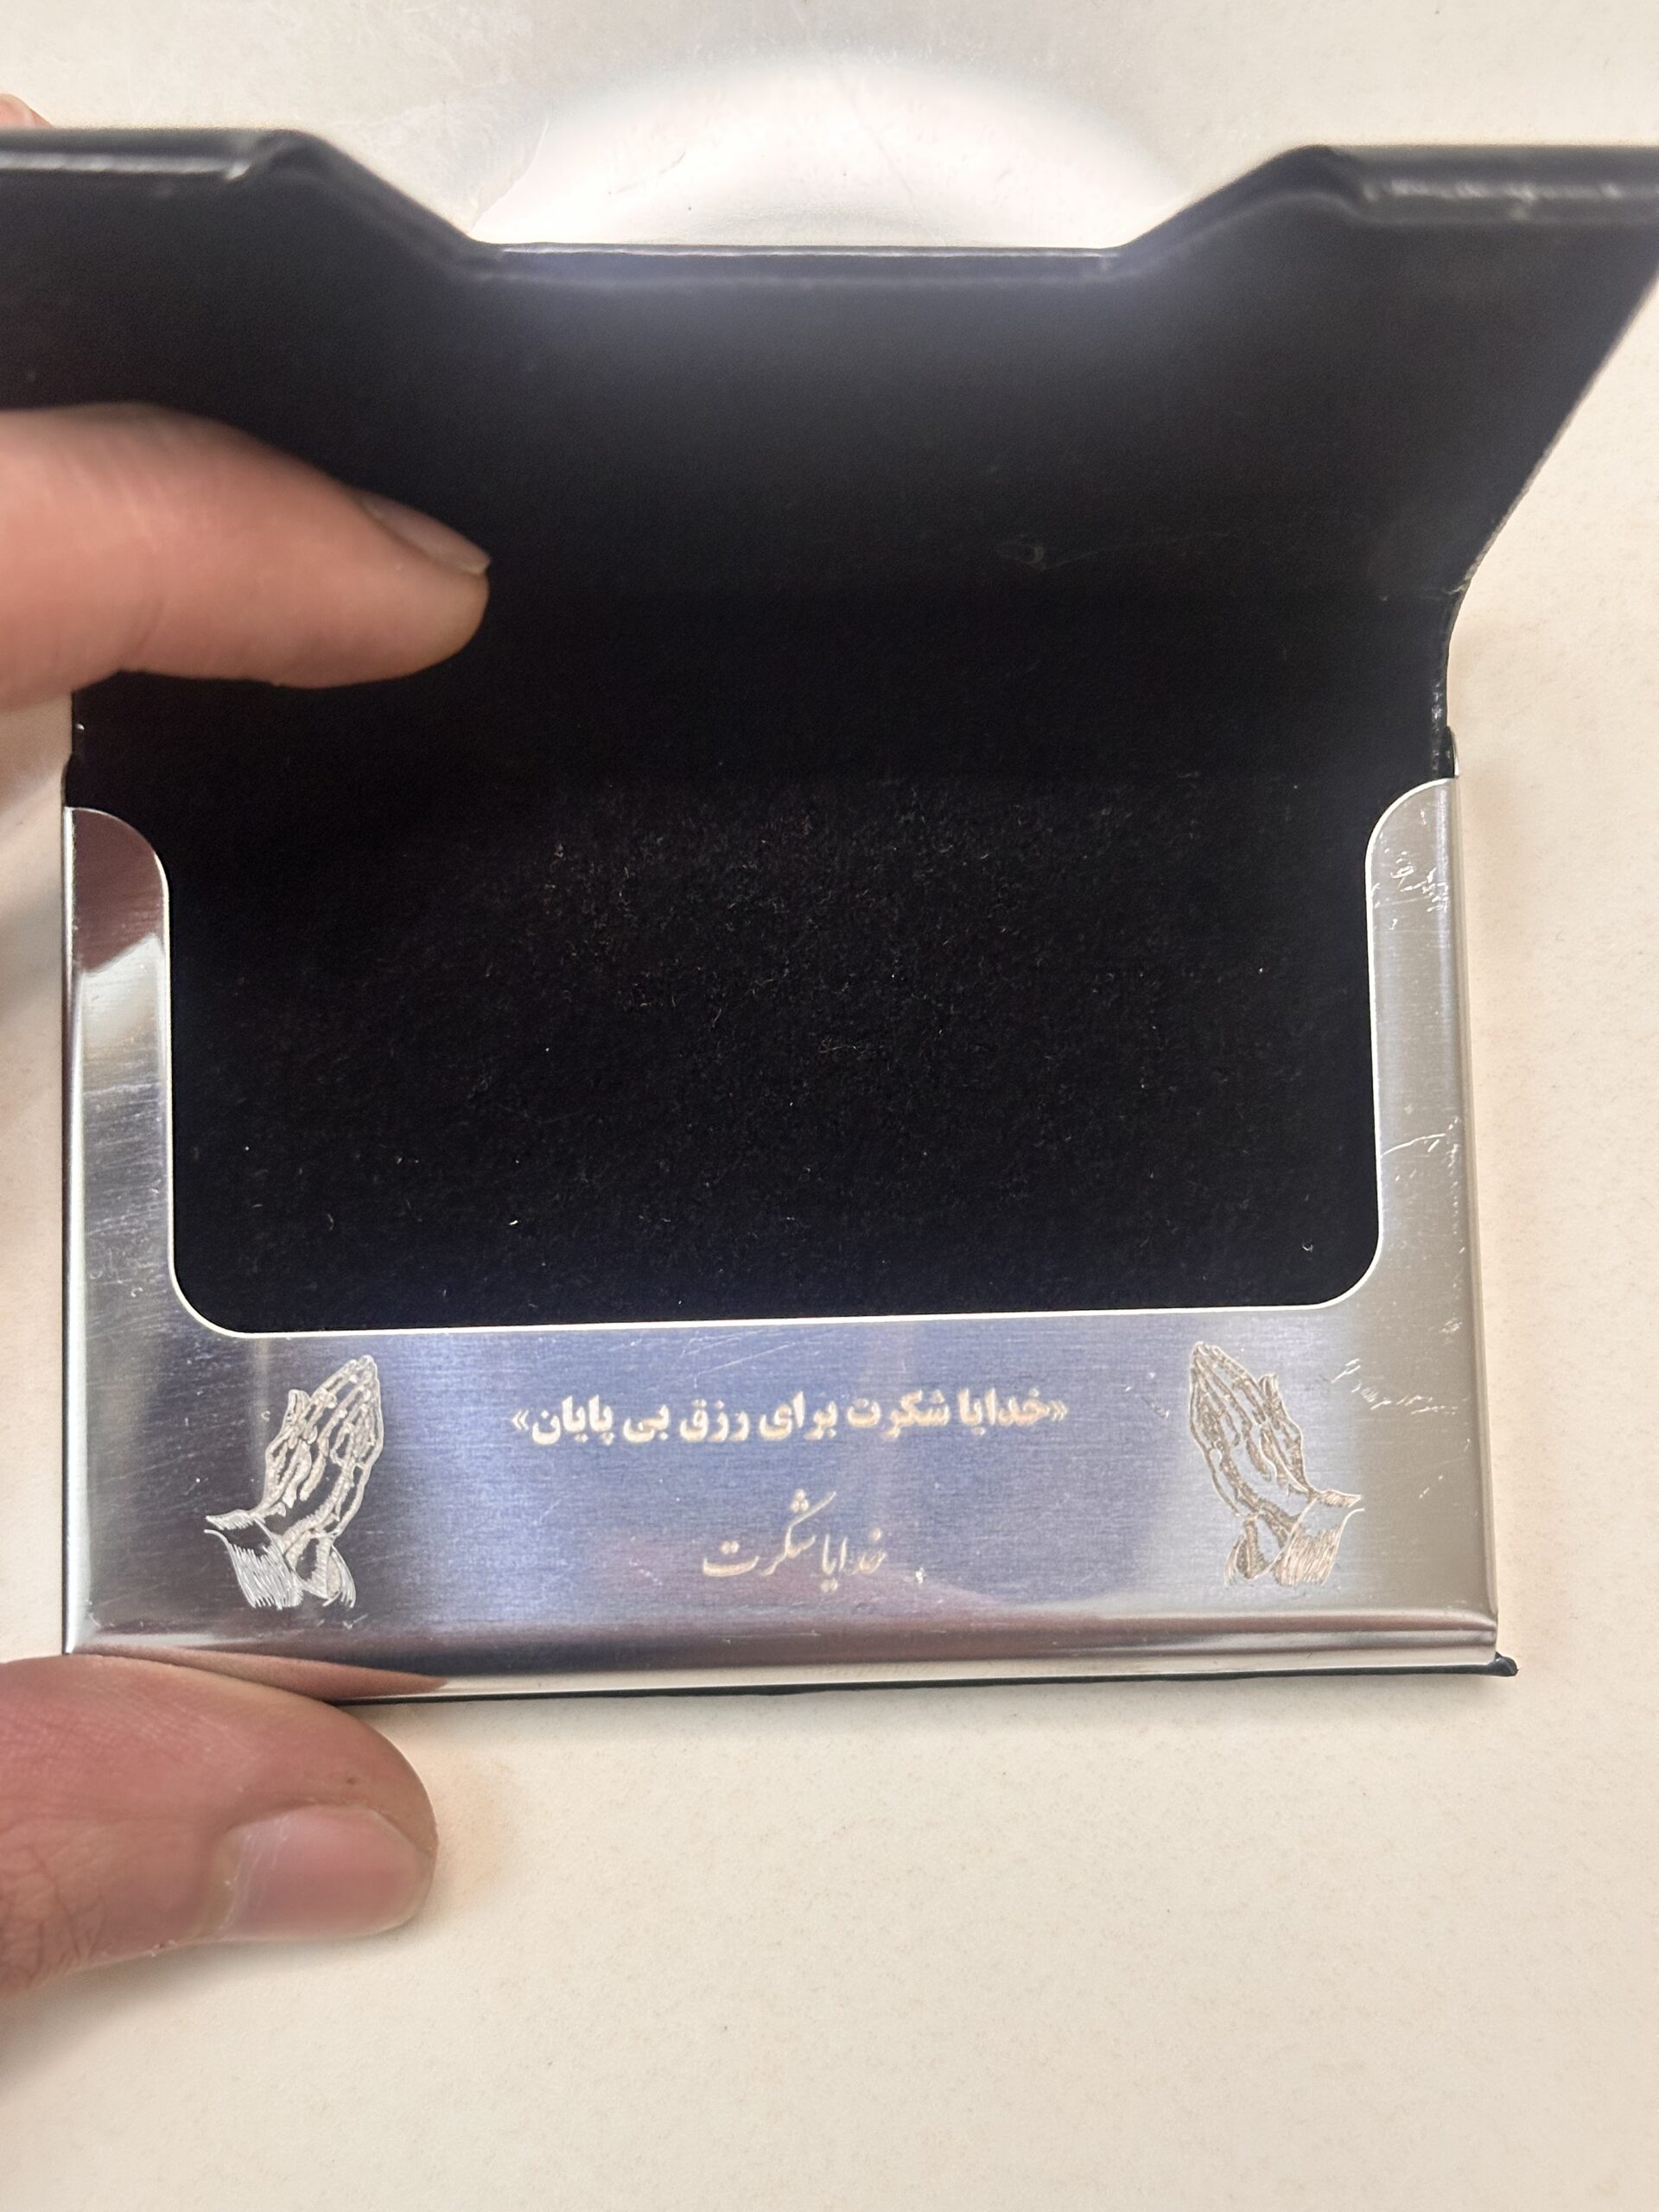 «خدایا شکرت برای رزق بی پایان»
خدایا شکرت